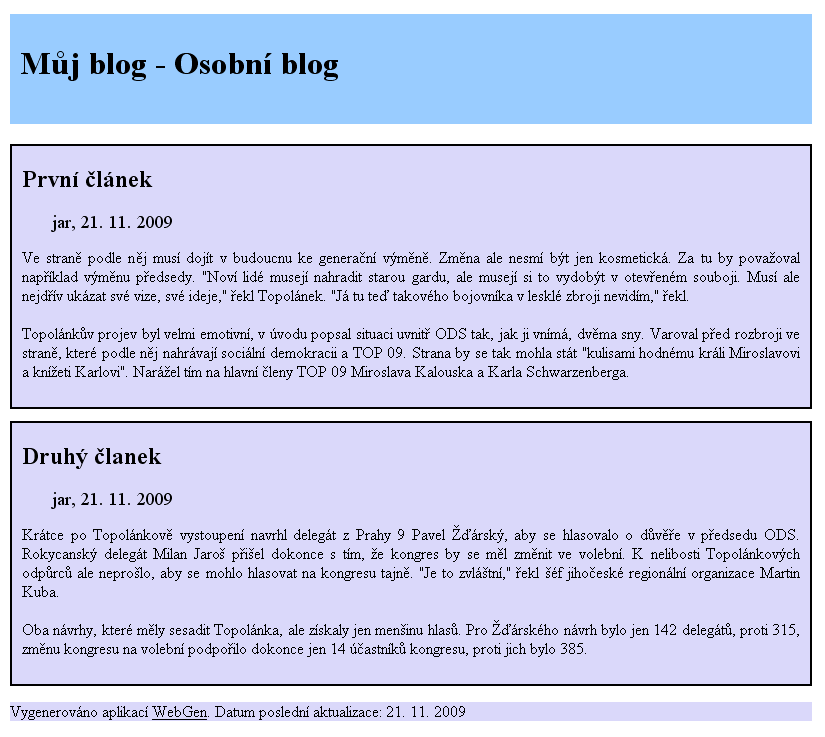 Můj blog - Osobní blog
První článek
jar, 21. 11. 2009
Ve straně podle něj musí dojít v budoucnu ke generační výměně. Změna ale nesmí být jen kosmetická. Za tu by považoval
například výměnu předsedy. "Noví lidé musejí nahradit starou gardu, ale musejí si to vydobýt v otevřeném souboji. Musí ale
nejdřív ukázat své vize, své ideje," řekl Topolánek. "Já tu teď takového bojovníka v lesklé zbroji nevidím," řekl.
Topolánkův projev byl velmi emotivní, v úvodu popsal situaci uvnitř ODS tak, jak ji vnímá, dvěma sny. Varoval před rozbroji ve
straně, které podle něj nahrávají sociální demokracii a TOP 09. Strana by se tak mohla stát "kulisami hodnému králi Miroslavovi
a knížeti Karlovi". Narážel tím na hlavní členy TOP 09 Miroslava Kalouska a Karla Schwarzenberga.
Druhý članek
jar, 21. 11. 2009
Krátce po Topolánkově vystoupení navrhl delegát z Prahy 9 Pavel Žďárský, aby se hlasovalo o důvěře v předsedu ODS.
Rokycanský delegát Milan Jaroš přišel dokonce s tím, že kongres by se měl změnit ve volební. K nelibosti Topolánkových
odpůrců ale neprošlo, aby se mohlo hlasovat na kongresu tajně. "Je to zvláštní," řekl šéf jihočeské regionální organizace Martin
Kuba.
Oba návrhy, které měly sesadit Topolánka, ale získaly jen menšinu hlasů. Pro Žďárského návrh bylo jen 142 delegátů, proti 315,
změnu kongresu na volební podpořilo dokonce jen 14 účastníků kongresu, proti jich bylo 385.
Vygenerováno aplikací WebGen. Datum poslední aktualizace: 21. 11. 2009